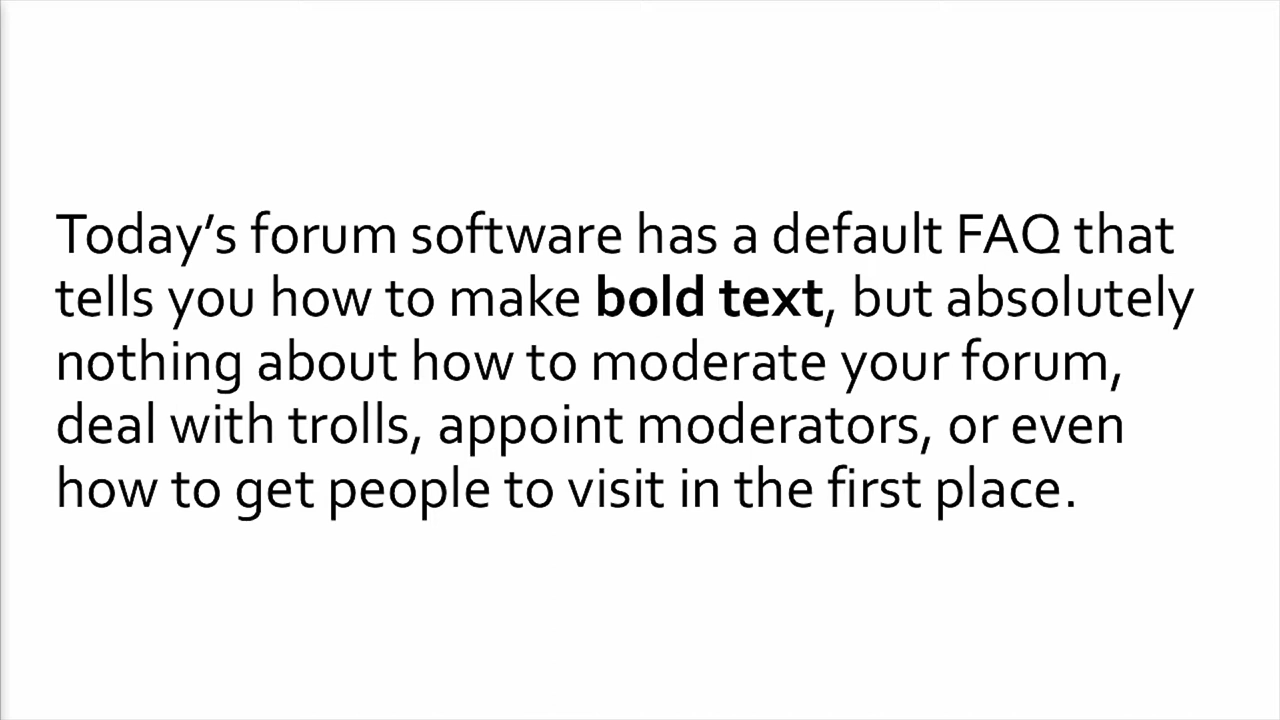 Today’s forum software has a default FAQ that
tells you how to make bold text, but absolutely
nothing about how to moderate your forum,
deal with trolls, appoint moderators, or even
how to get people to visit in the first place.